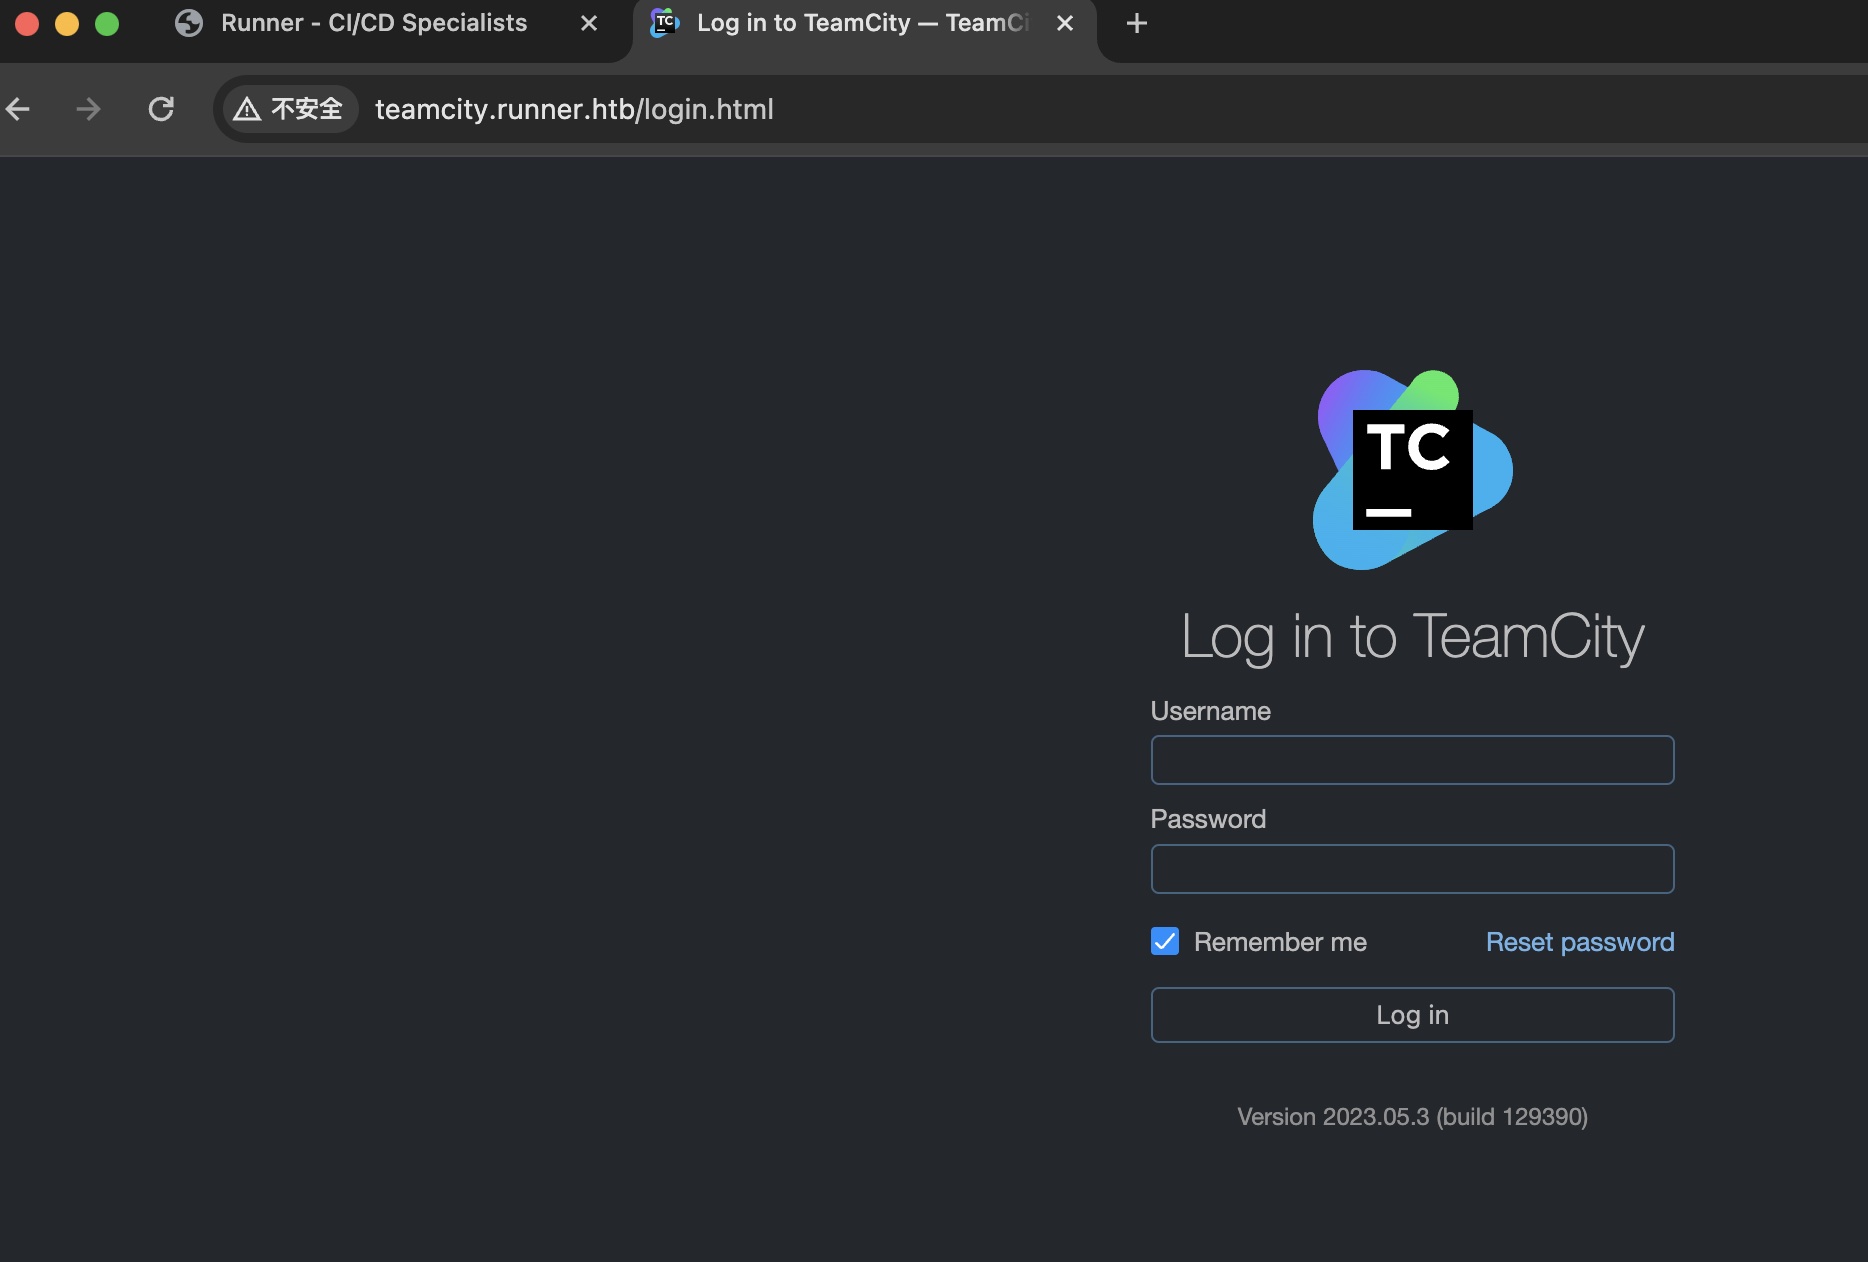 Runner - CI/CD Specialists
TC Log in to TeamCity — TeamCi
不安全 teamcity.runner.htb/login.html
TC
Log in to TeamCity
Username
Password
Remember me Reset password
Log in
Version 2023.05.3 (build 129390)